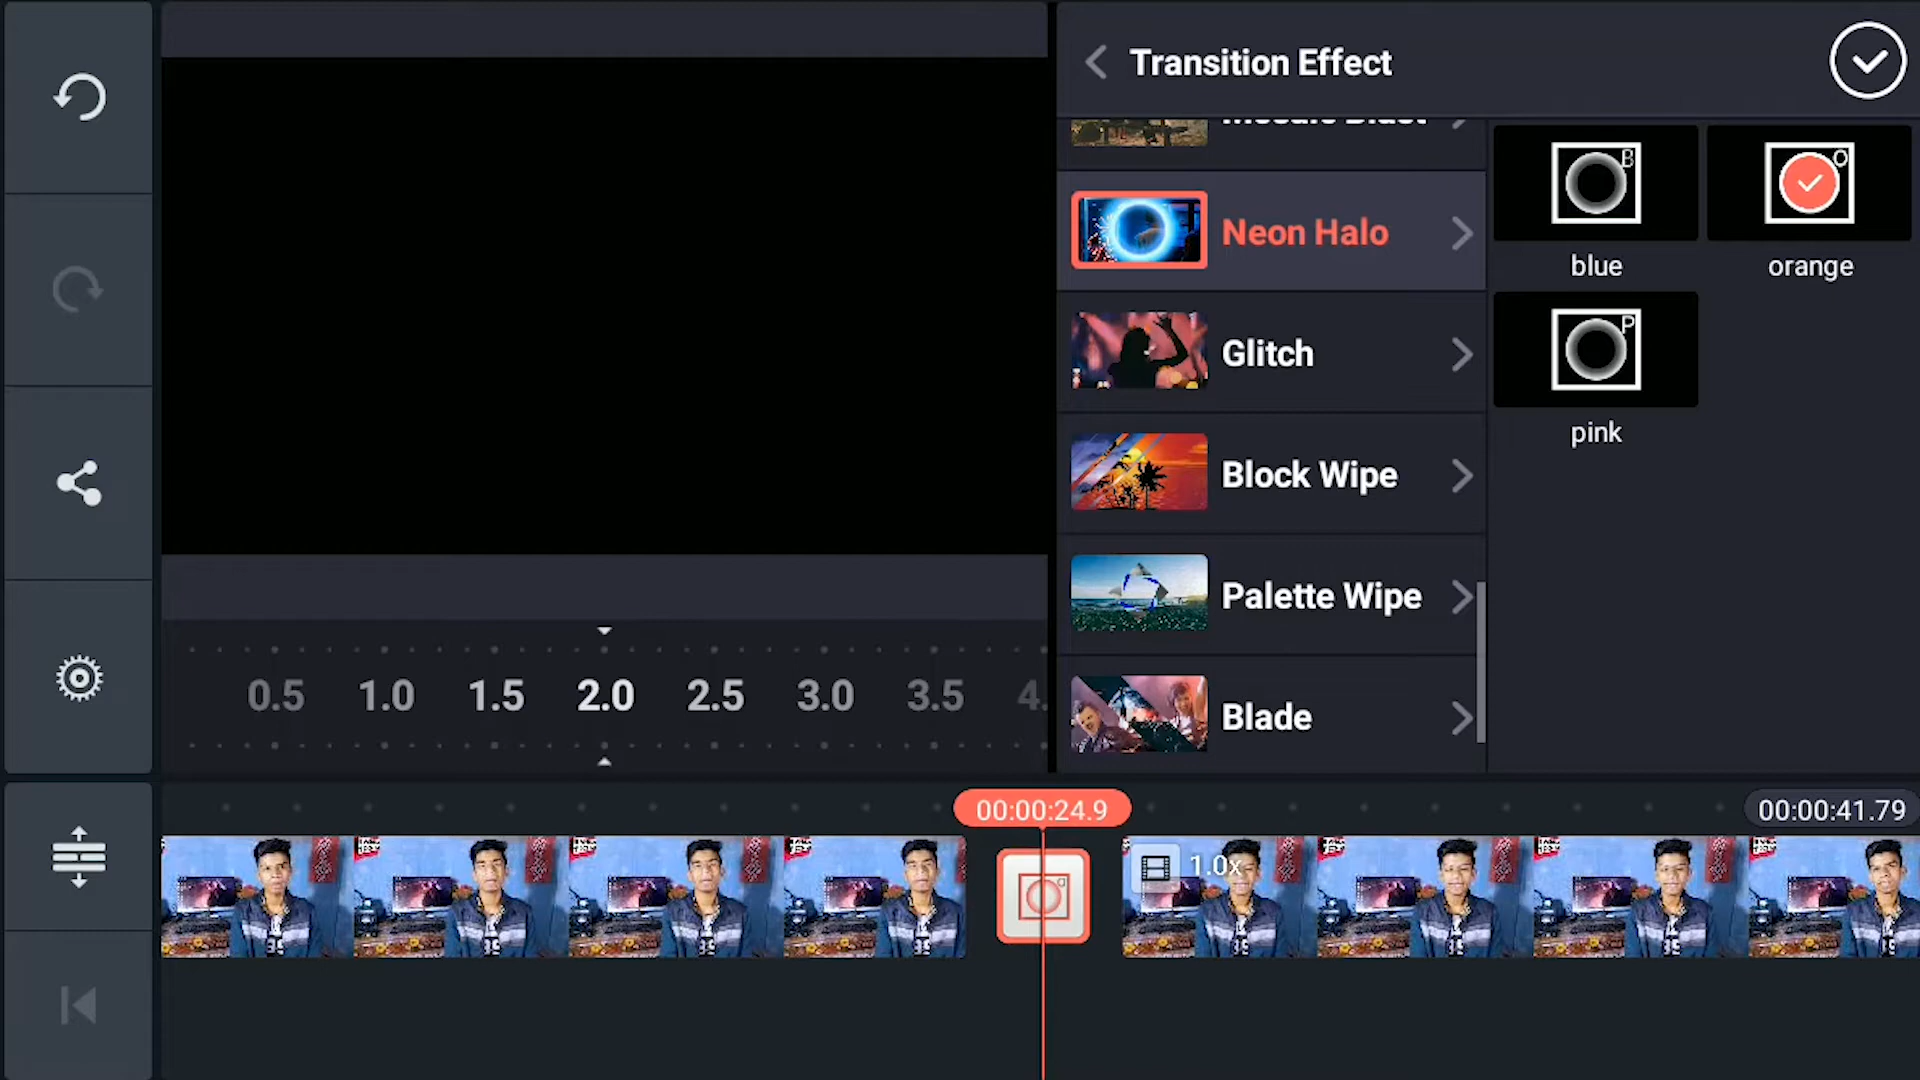 Transition Effect
Mosaic Blast
Neon Halo
Glitch
Block Wipe
Palette Wipe
Blade
B
O
blue
orange
P
pink
0.5 1.0 1.5 2.0 2.5 3.0 3.5 4.
00:00:24.9
00:00:41.79
1.0x